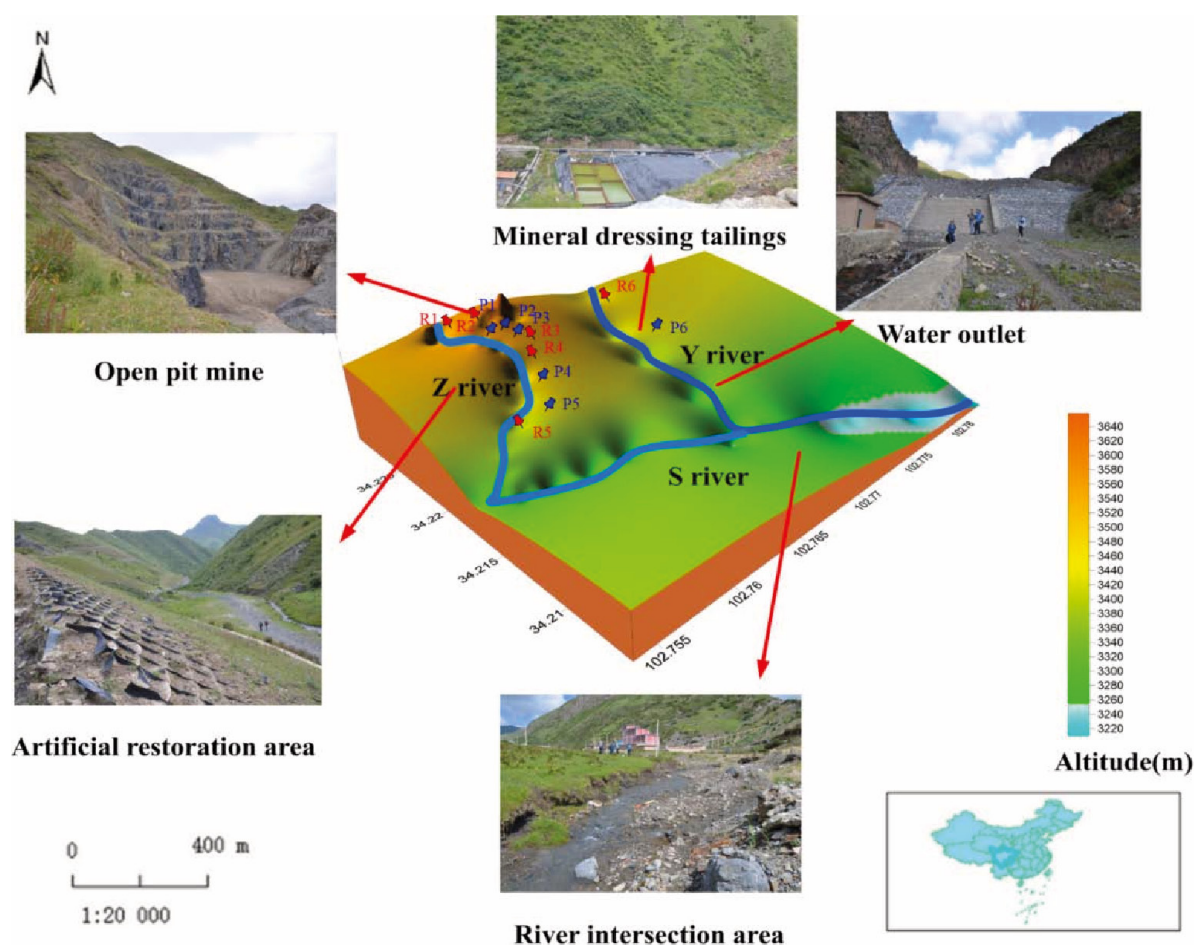 N
Mineral dressing tailings
Open pit mine
Water outlet
R1
R2
P1
P2
P3
R3
R4
P4
P5
R5
R6
P6
Z river
Y river
S river
34.22
34.215
34.21
102.755
102.76
102.765
102.77
102.775
102.78
3640
3620
3600
3580
3560
3540
3520
3500
3480
3460
3440
3420
3400
3380
3360
3340
3320
3300
3280
3260
3240
3220
Altitude(m)
Artificial restoration area
0 400 m
1:20 000
River intersection area